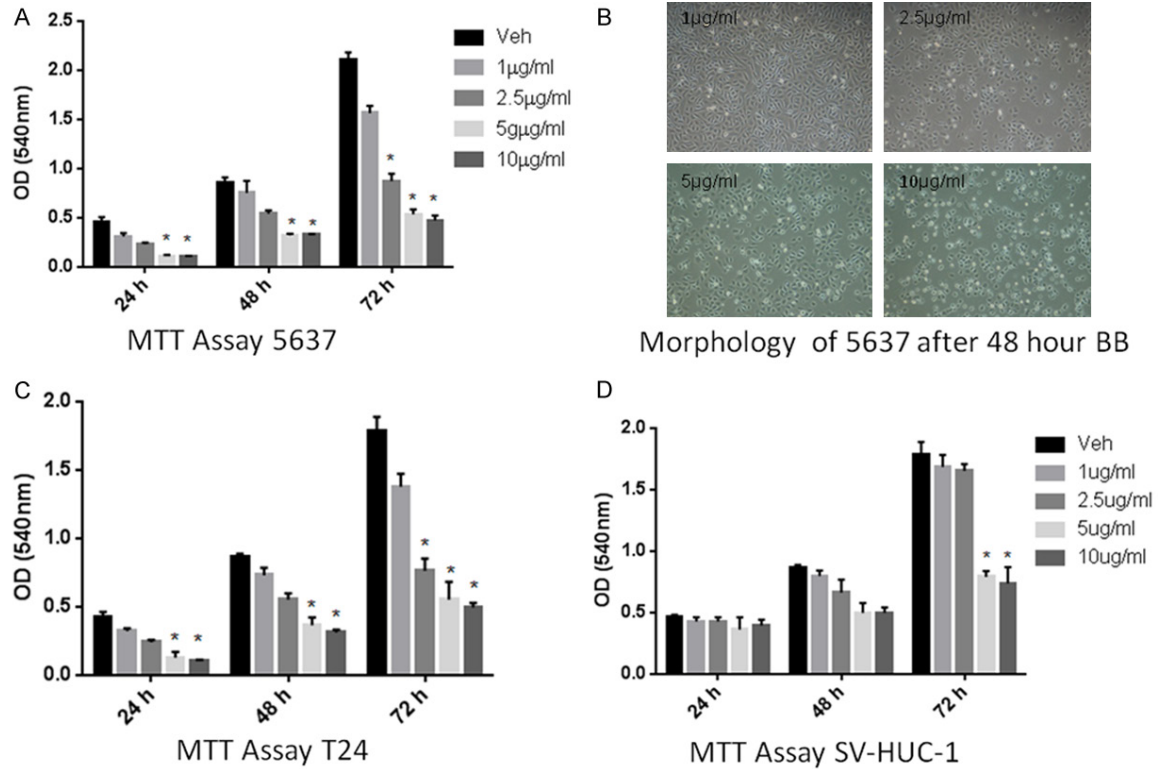 A
2.5
2.0
1.5
1.0
0.5
0.0
OD (540nm)
Veh
1µg/ml
2.5µg/ml
5gµg/ml
10µg/ml
* *
* *
* * *
24 h 48 h 72 h
MTT Assay 5637
B
1µg/ml
2.5µg/ml
5µg/ml
10µg/ml
Morphology of 5637 after 48 hour BB
C
2.0
1.5
1.0
0.5
0.0
OD (540nm)
* *
* *
* * *
24 h 48 h 72 h
MTT Assay T24
D
2.0
1.5
1.0
0.5
0.0
OD (540nm)
Veh
1ug/ml
2.5ug/ml
5ug/ml
10ug/ml
* *
24 h 48 h 72 h
MTT Assay SV-HUC-1